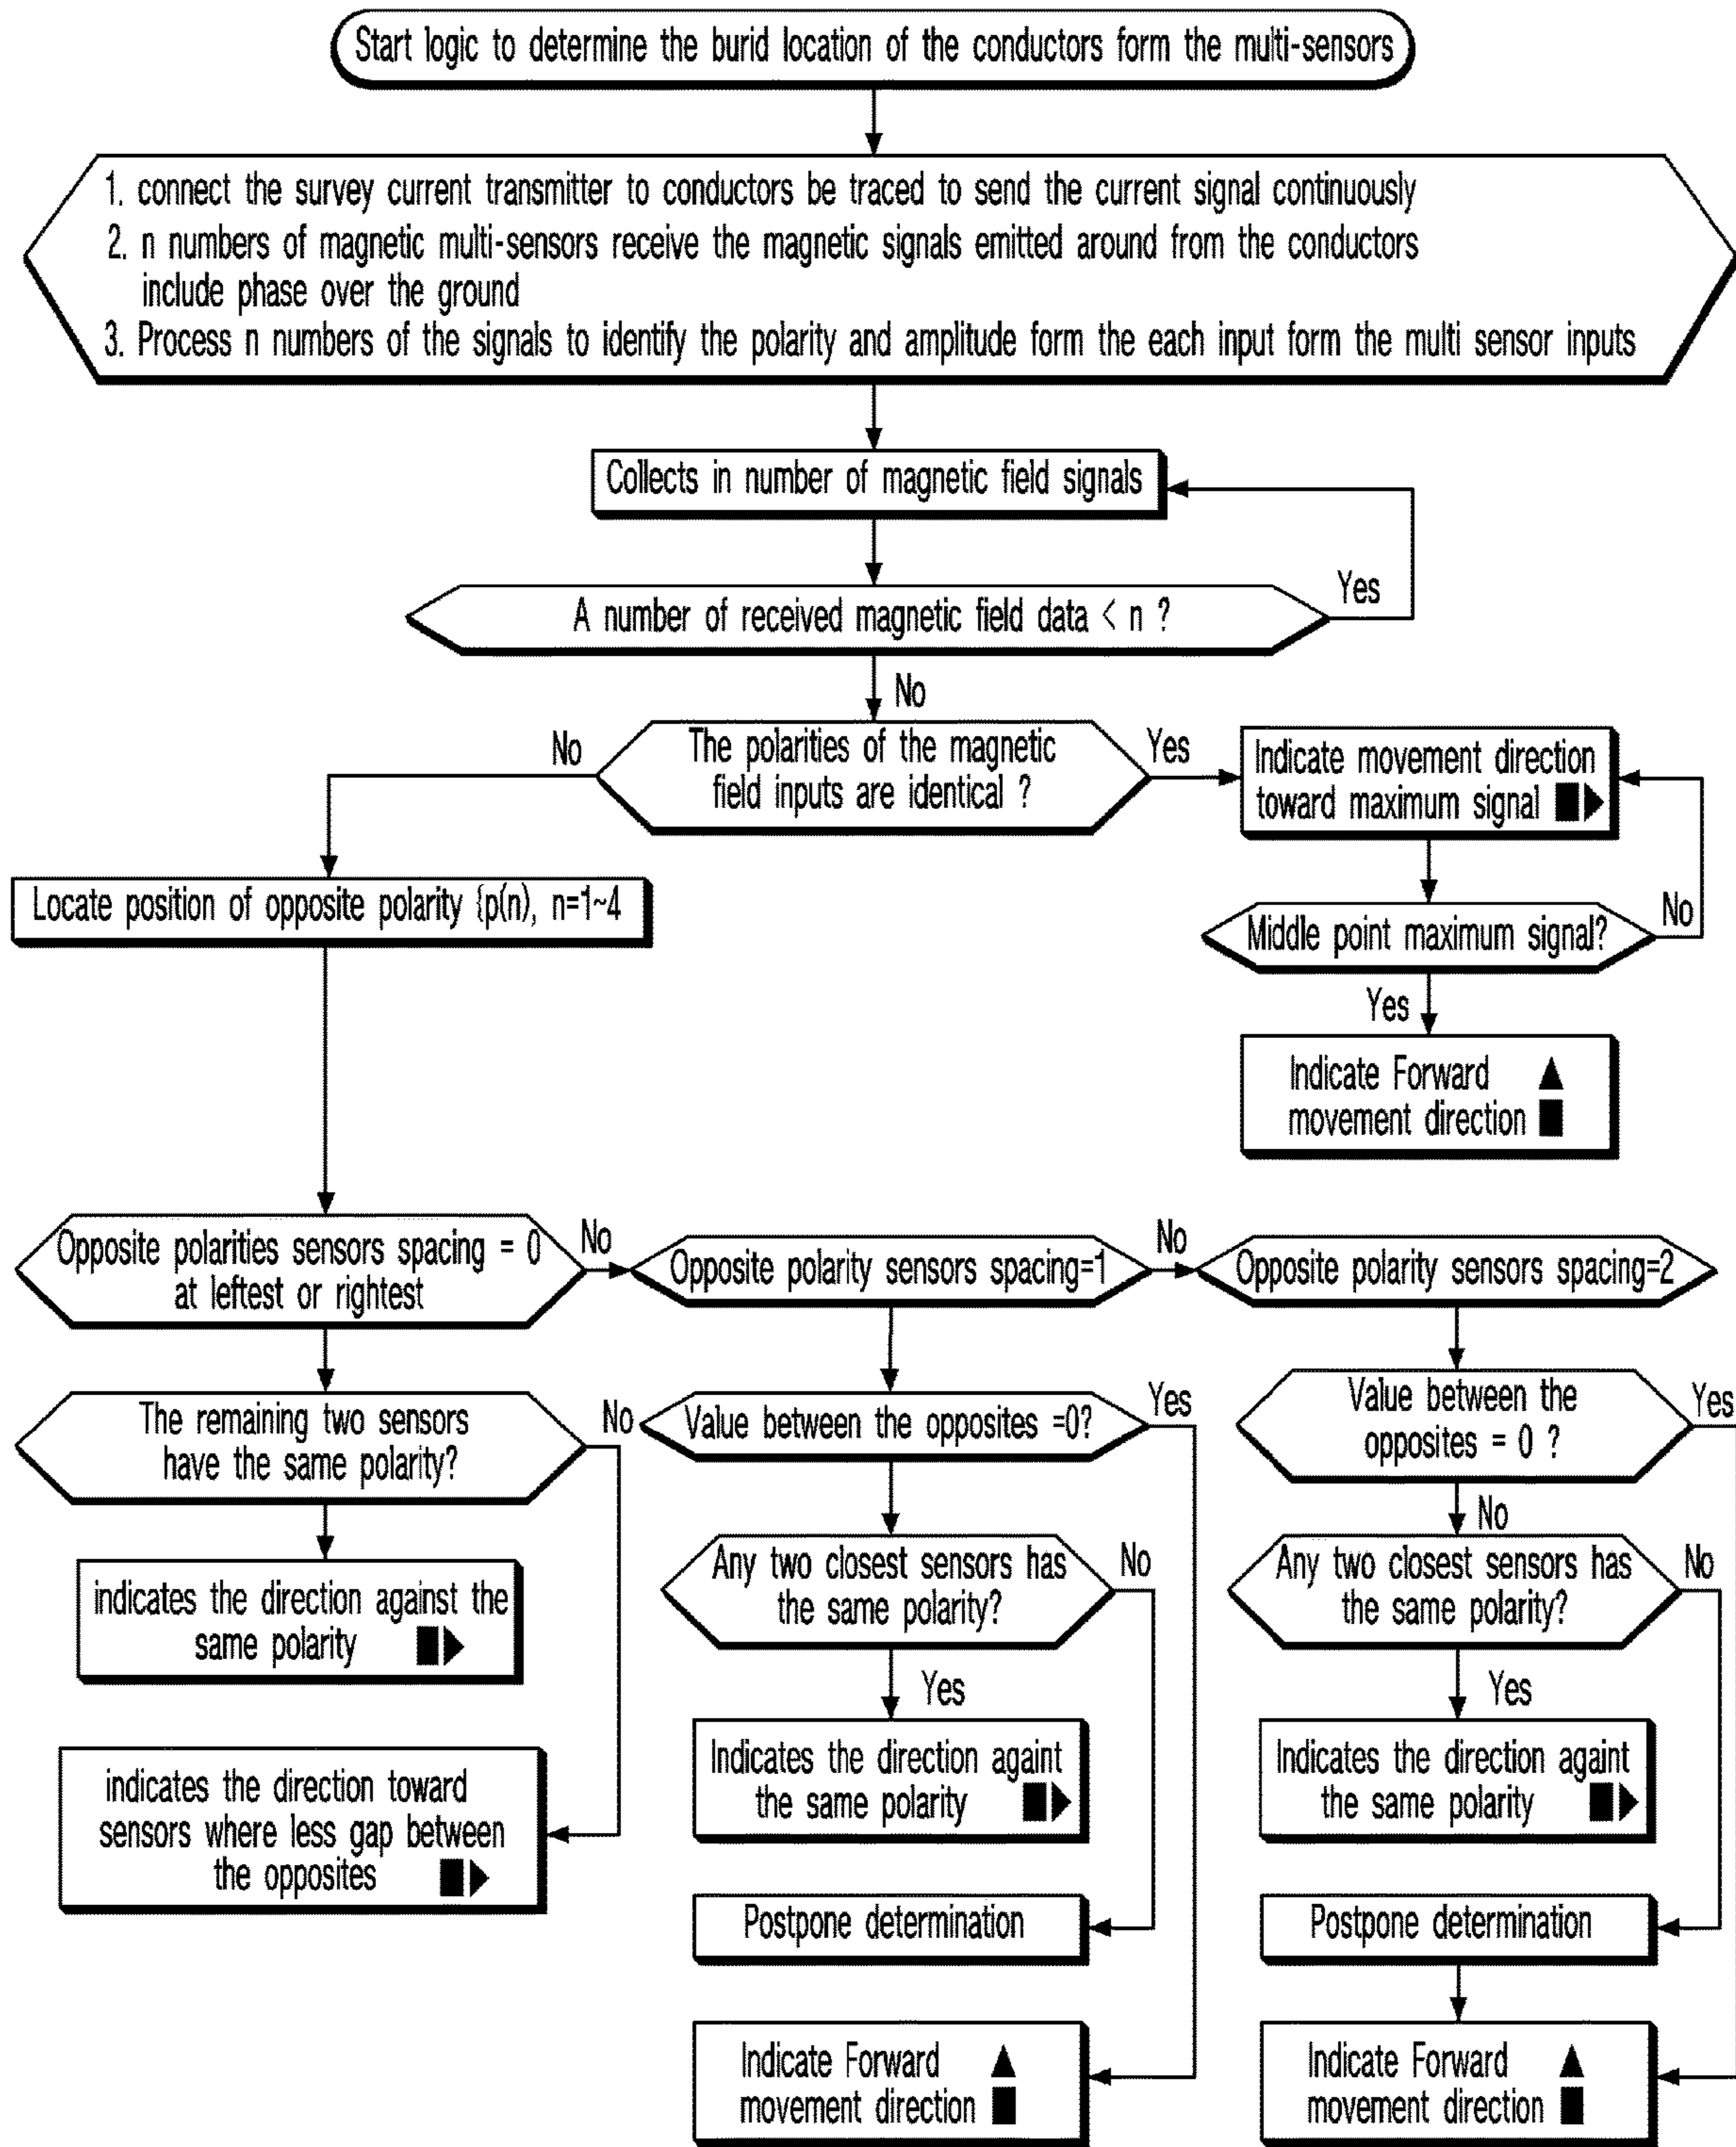 Start logic to determine the burid location of the conductors form the multi-sensors
1. connect the survey current transmitter to conductors be traced to send the current signal continuously
2. n numbers of magnetic multi-sensors receive the magnetic signals emitted around from the conductors
include phase over the ground
3. Process n numbers of the signals to identify the polarity and amplitude form the each input form the multi sensor inputs
Collects in number of magnetic field signals
A number of received magnetic field data < n ?
Yes
No
The polarities of the magnetic
field inputs are identical ?
No
Yes
Indicate movement direction
toward maximum signal
Locate position of opposite polarity {p(n), n=1~4
Middle point maximum signal?
No
Yes
Indicate Forward
movement direction
Opposite polarities sensors spacing = 0
at leftest or rightest
No
Opposite polarity sensors spacing=1
No
Opposite polarity sensors spacing=2
The remaining two sensors
have the same polarity?
No
Value between the opposites =0?
Yes
Value between the
opposites = 0 ?
Yes
No
indicates the direction against the
same polarity
Any two closest sensors has
the same polarity?
No
Yes
Any two closest sensors has
the same polarity?
No
Yes
indicates the direction toward
sensors where less gap between
the opposites
Indicates the direction againt
the same polarity
Indicates the direction againt
the same polarity
Postpone determination
Postpone determination
Indicate Forward
movement direction
Indicate Forward
movement direction